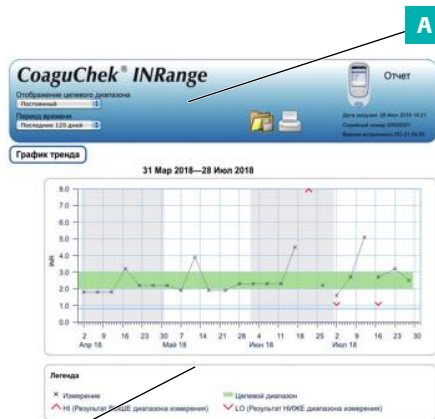 A
CoaguChek® INRange
Отчет
Отображение целевого диапазона
Постоянный
Период времени
Последние 120 дней
Дата загрузки 28 Июл 2018 14:21
Серийный номер
График тренда
31 Мар 2018—28 Июл 2018
INR
8.0
7.0
6.0
5.0
4.0
3.0
2.0
1.0
0.0
2 9 16 23 30 7 14 21 28 4 11 18 25 2 9 16 23 30
Апр 18 Май 18 Июн 18 Июл 18
Легенда
Измерение
Целевой диапазон
HI (Результат ВЫШЕ диапазона измерения)
LO (Результат НИЖЕ диапазона измерения)